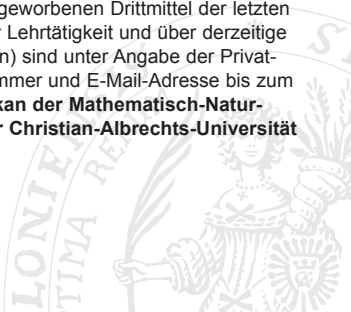 geworbenen Drittmittel der letzten
r Lehrtätigkeit und über derzeitige
n) sind unter Angabe der Privat-
mmer und E-Mail-Adresse bis zum
kan der Mathematisch-Natur-
r Christian-Albrechts-Universität